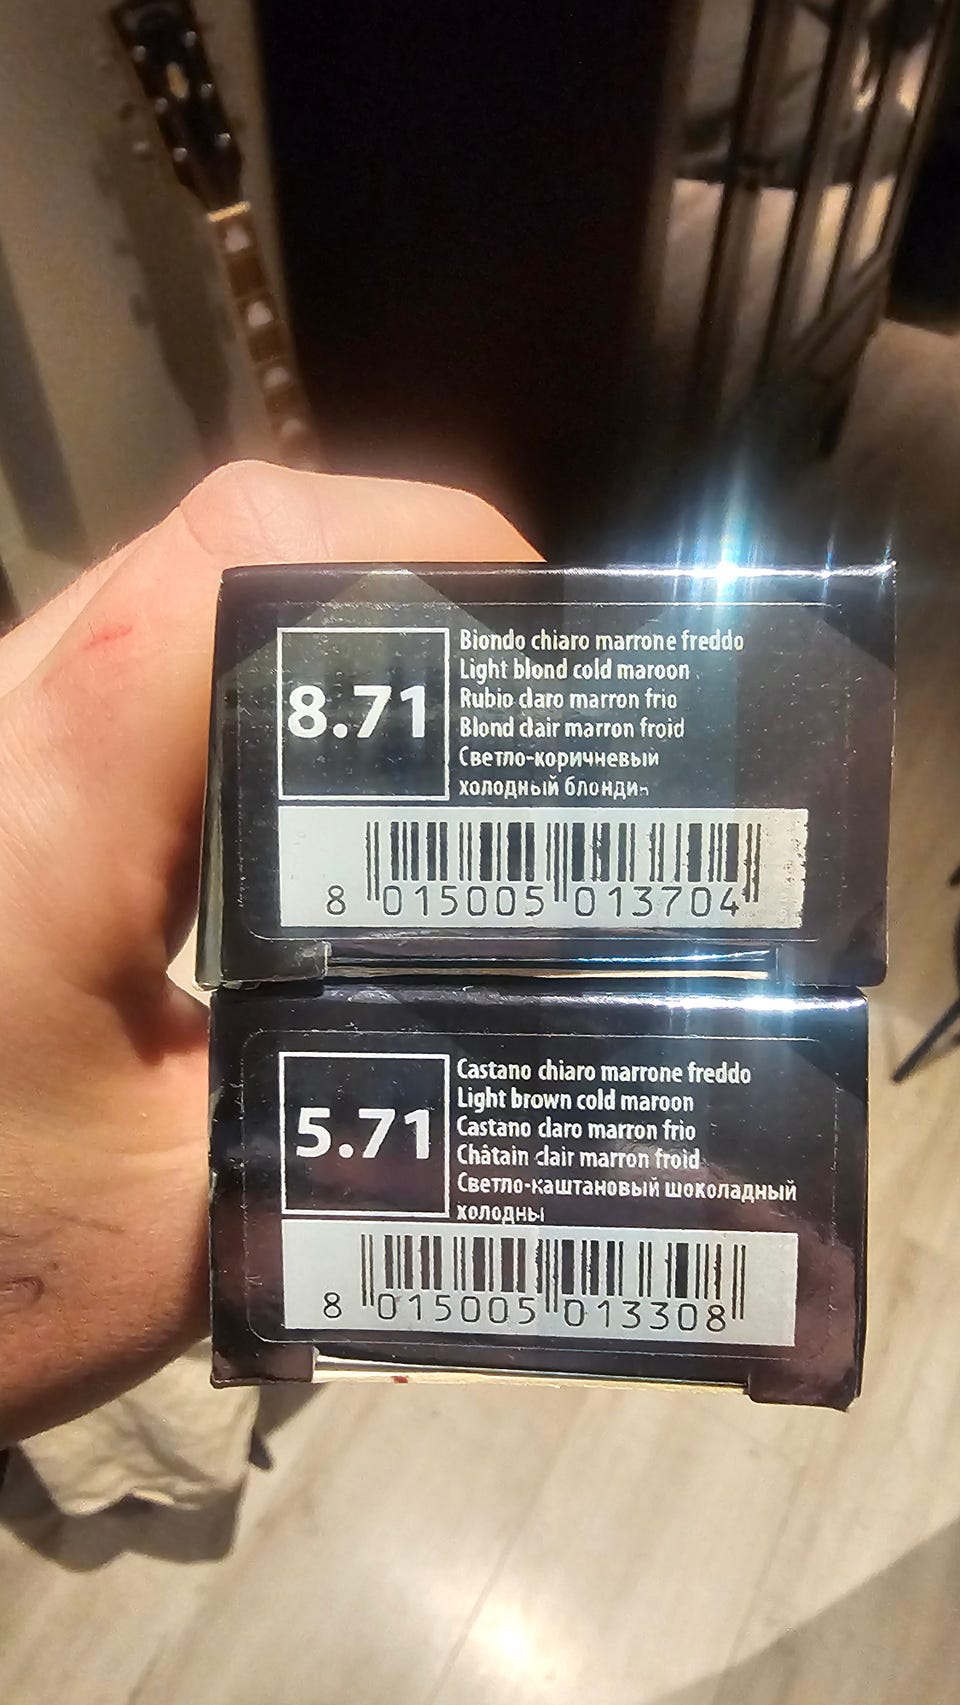 8.71
Biondo chiaro marrone freddo
Light blond cold maroon
Rubio claro marron frio
Blond clair marron froid
Светло-коричневый
холодный блондин
8 015005 013704
5.71
Castano chiaro marrone freddo
Light brown cold maroon
Castano claro marron frio
Châtain clair marron froid
Светло-каштановый шоколадный
холодны
8 015005 013308